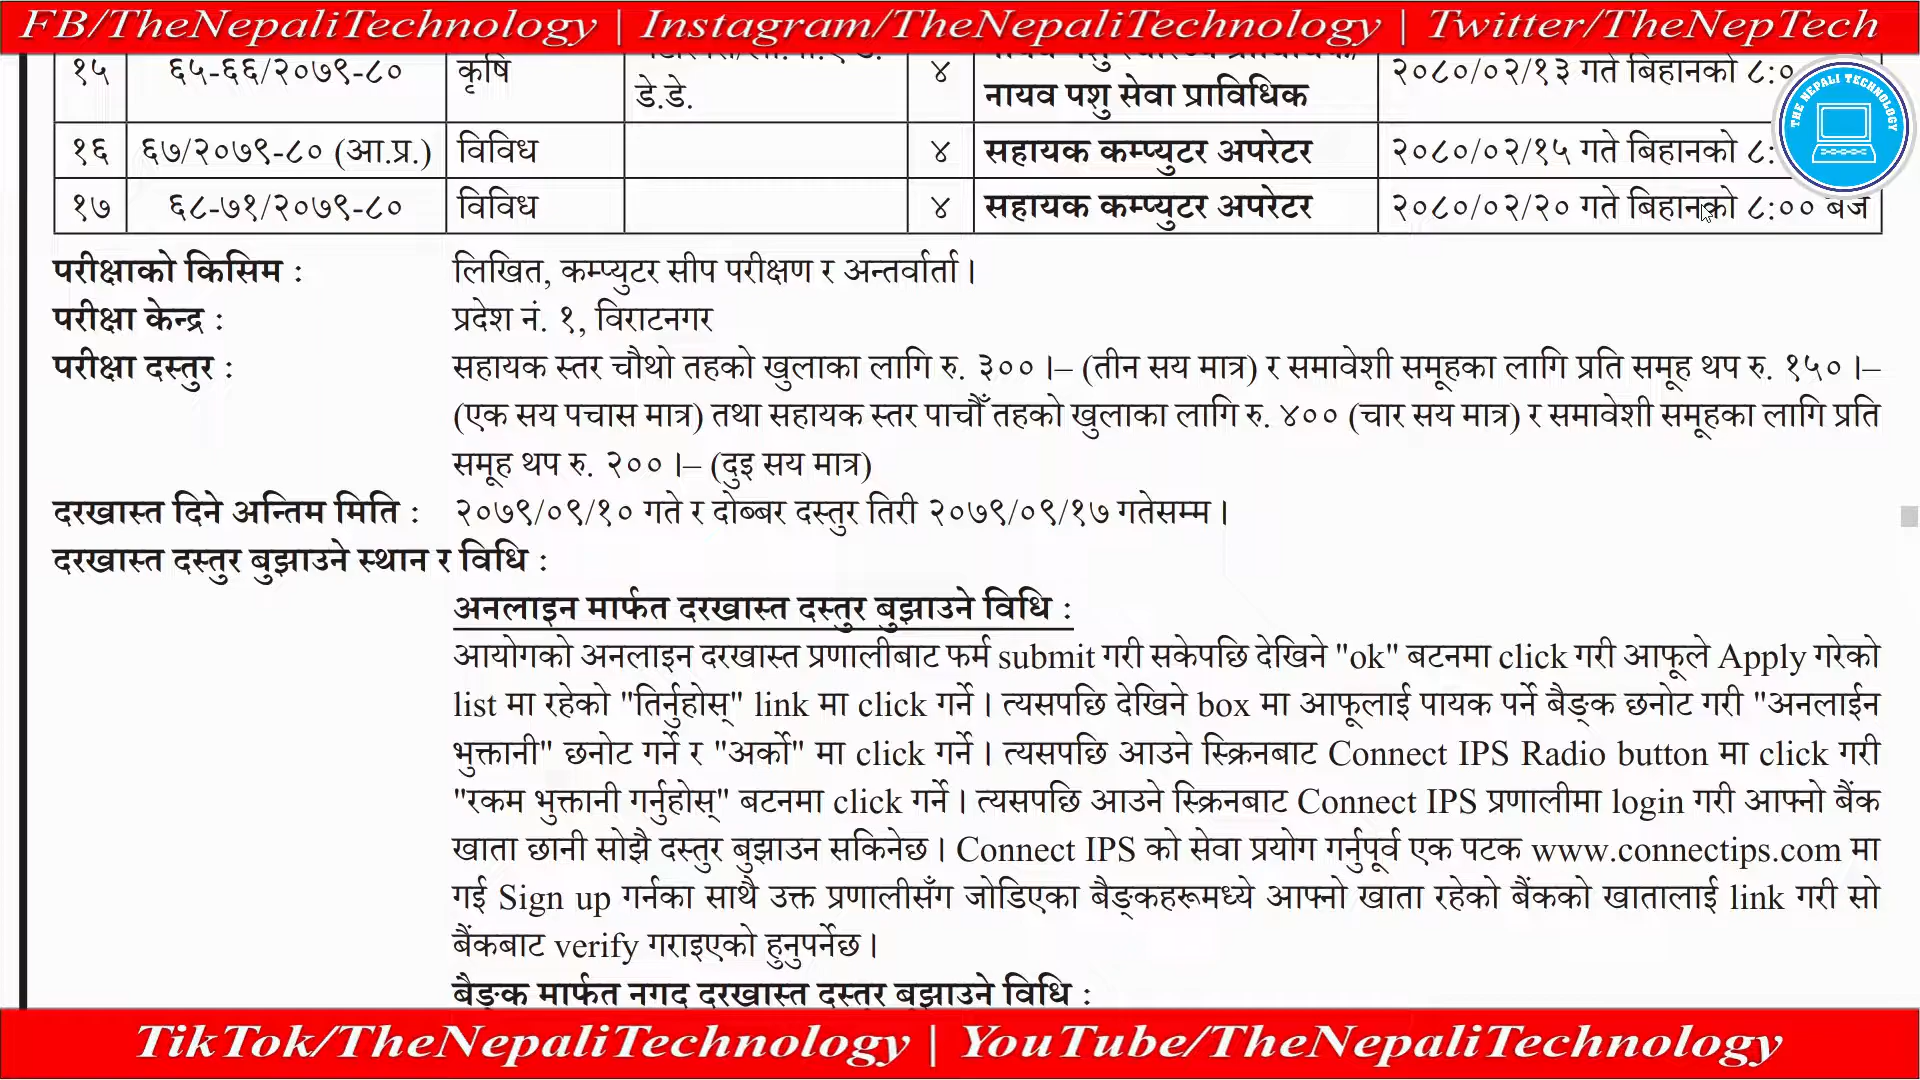 FB/TheNepaliTechnology | Instagram/TheNepaliTechnology | Twitter/TheNepTech
THE NEPALI TECHNOLOGY
१५ ६५-६६/२०७९-८० कृषि डे.डे. ४ नायव पशु सेवा प्राविधिक २०८०/०२/१३ गते बिहानको ८:०
१६ ६७/२०७९-८० (आ.प्र.) विविध ४ सहायक कम्प्युटर अपरेटर २०८०/०२/१५ गते बिहानको ८:
१७ ६८-७१/२०७९-८० विविध ४ सहायक कम्प्युटर अपरेटर २०८०/०२/२० गते बिहानको ८:०० बजे
परीक्षाको किसिम : लिखित, कम्प्युटर सीप परीक्षण र अन्तर्वार्ता ।
परीक्षा केन्द्र : प्रदेश नं. १, विराटनगर
परीक्षा दस्तुर : सहायक स्तर चौथो तहको खुलाका लागि रु. ३०० ।– (तीन सय मात्र) र समावेशी समूहका लागि प्रति समूह थप रु. १५० ।–
(एक सय पचास मात्र) तथा सहायक स्तर पाचौँ तहको खुलाका लागि रु. ४०० (चार सय मात्र) र समावेशी समूहका लागि प्रति
समूह थप रु. २०० ।– (दुइ सय मात्र)
दरखास्त दिने अन्तिम मिति : २०७९/०९/१० गते र दोब्बर दस्तुर तिरी २०७९/०९/१७ गतेसम्म ।
दरखास्त दस्तुर बुझाउने स्थान र विधि :
अनलाइन मार्फत दरखास्त दस्तुर बुझाउने विधि :
आयोगको अनलाइन दरखास्त प्रणालीबाट फर्म submit गरी सकेपछि देखिने "ok" बटनमा click गरी आफूले Apply गरेको
list मा रहेको "तिर्नुहोस्" link मा click गर्ने । त्यसपछि देखिने box मा आफूलाई पायक पर्ने बैङ्क छनोट गरी "अनलाईन
भुक्तानी" छनोट गर्ने र "अर्को" मा click गर्ने । त्यसपछि आउने स्क्रिनबाट Connect IPS Radio button मा click गरी
"रकम भुक्तानी गर्नुहोस्" बटनमा click गर्ने । त्यसपछि आउने स्क्रिनबाट Connect IPS प्रणालीमा login गरी आफ्नो बैंक
खाता छानी सोझै दस्तुर बुझाउन सकिनेछ । Connect IPS को सेवा प्रयोग गर्नुपूर्व एक पटक www.connectips.com मा
गई Sign up गर्नका साथै उक्त प्रणालीसँग जोडिएका बैङ्कहरूमध्ये आफ्नो खाता रहेको बैंकको खातालाई link गरी सो
बैंकबाट verify गराइएको हुनुपर्नेछ ।
बैङ्क मार्फत नगद दरखास्त दस्तुर बुझाउने विधि :
TikTok/TheNepaliTechnology | YouTube/TheNepaliTechnology